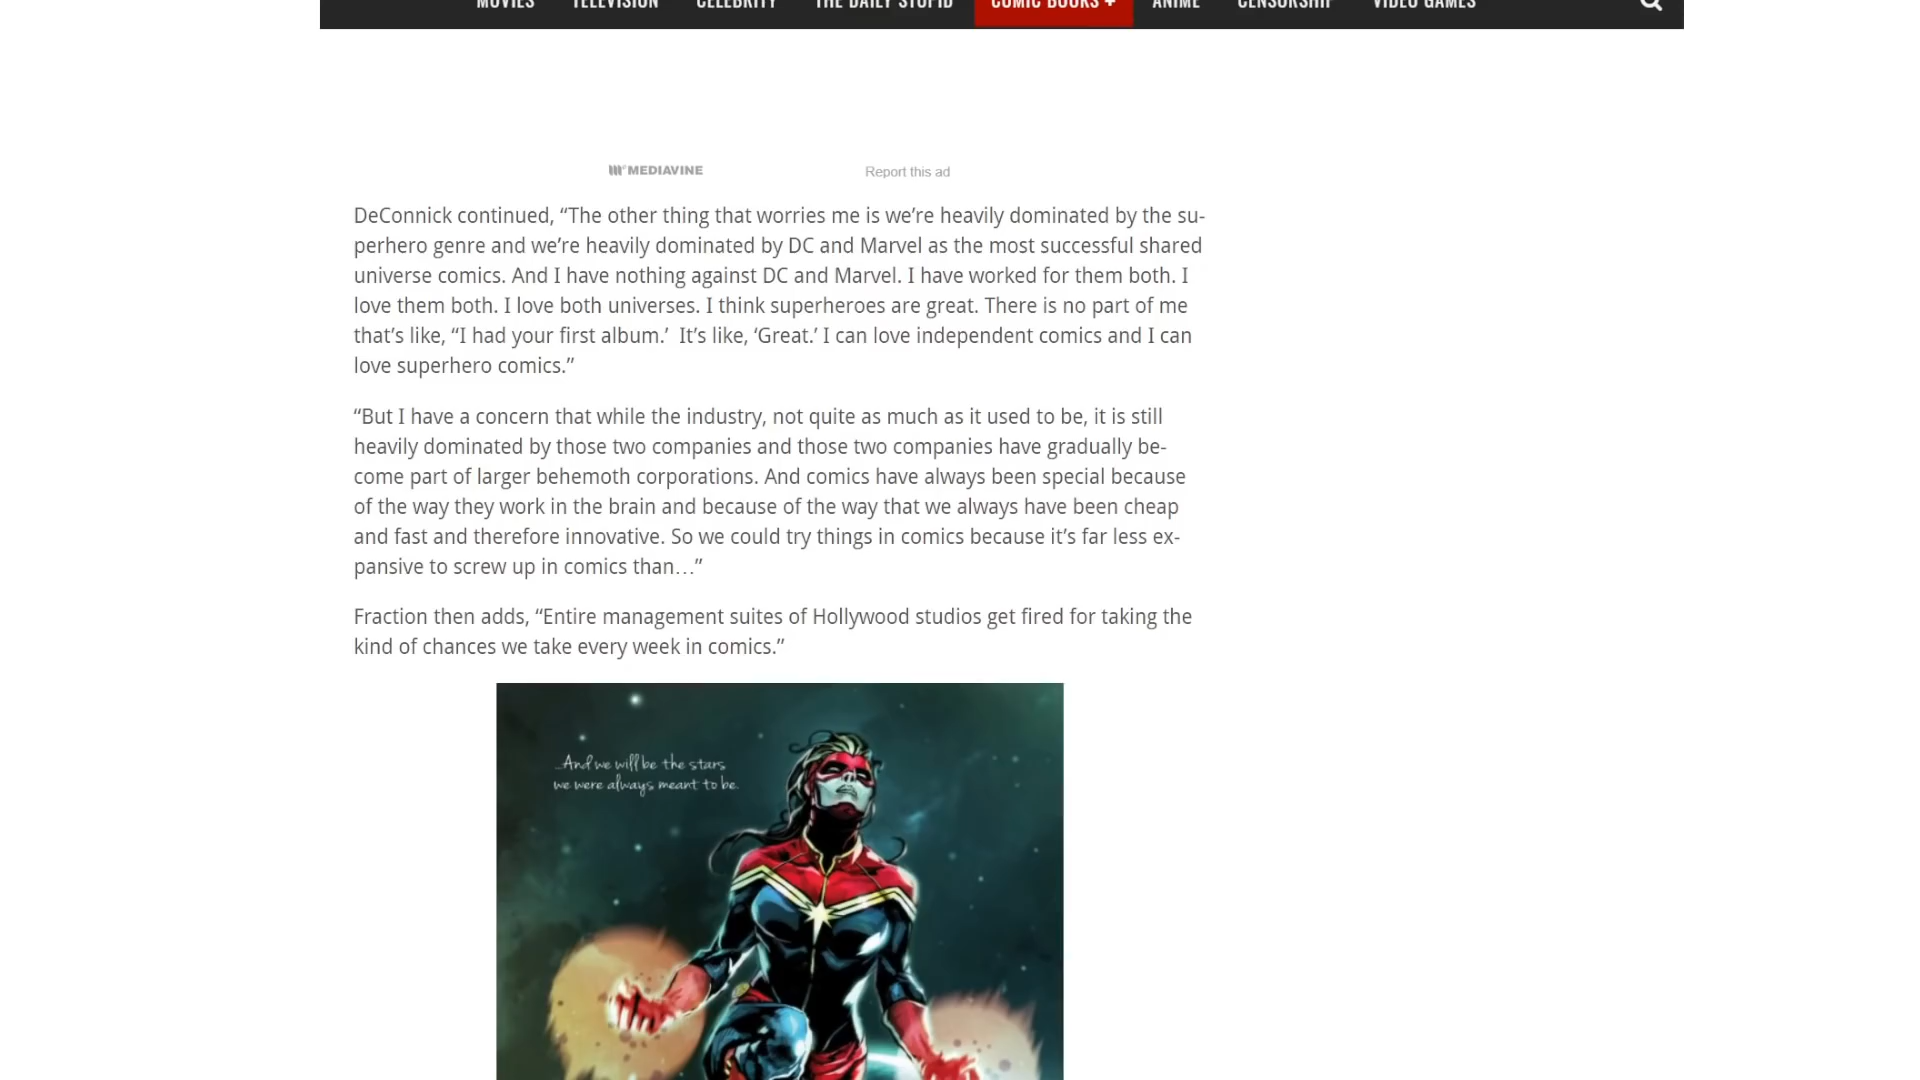 MOVIES TELEVISION CELEBRITY THE DAILY STUPID COMIC BOOKS + ANIME CENSORSHIP VIDEO GAMES
MEDIAVINE Report this ad
DeConnick continued, “The other thing that worries me is we’re heavily dominated by the su-
perhero genre and we’re heavily dominated by DC and Marvel as the most successful shared
universe comics. And I have nothing against DC and Marvel. I have worked for them both. I
love them both. I love both universes. I think superheroes are great. There is no part of me
that’s like, “I had your first album.’ It’s like, ‘Great.’ I can love independent comics and I can
love superhero comics.”
“But I have a concern that while the industry, not quite as much as it used to be, it is still
heavily dominated by those two companies and those two companies have gradually be-
come part of larger behemoth corporations. And comics have always been special because
of the way they work in the brain and because of the way that we always have been cheap
and fast and therefore innovative. So we could try things in comics because it’s far less ex-
pansive to screw up in comics than…”
Fraction then adds, “Entire management suites of Hollywood studios get fired for taking the
kind of chances we take every week in comics.”
...And we will be the stars
we were always meant to be.